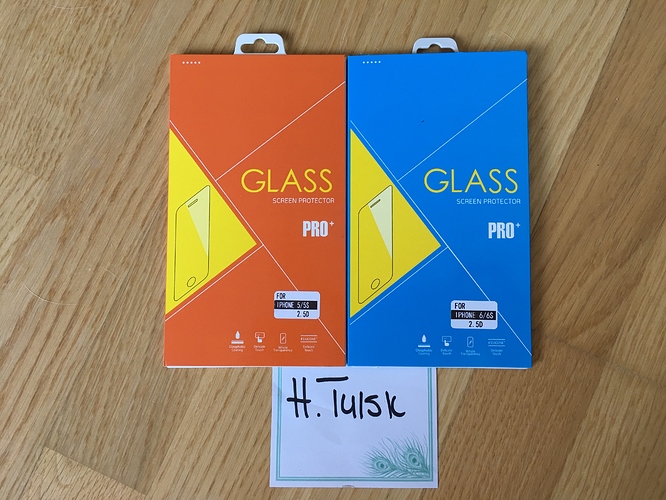 GLASS
SCREEN PROTECTOR
PRO+
FOR
IPHONE 5/5S
2.5D
GLASS
SCREEN PROTECTOR
PRO+
FOR
IPHONE 6/6S
2.5D
H. Tulsk